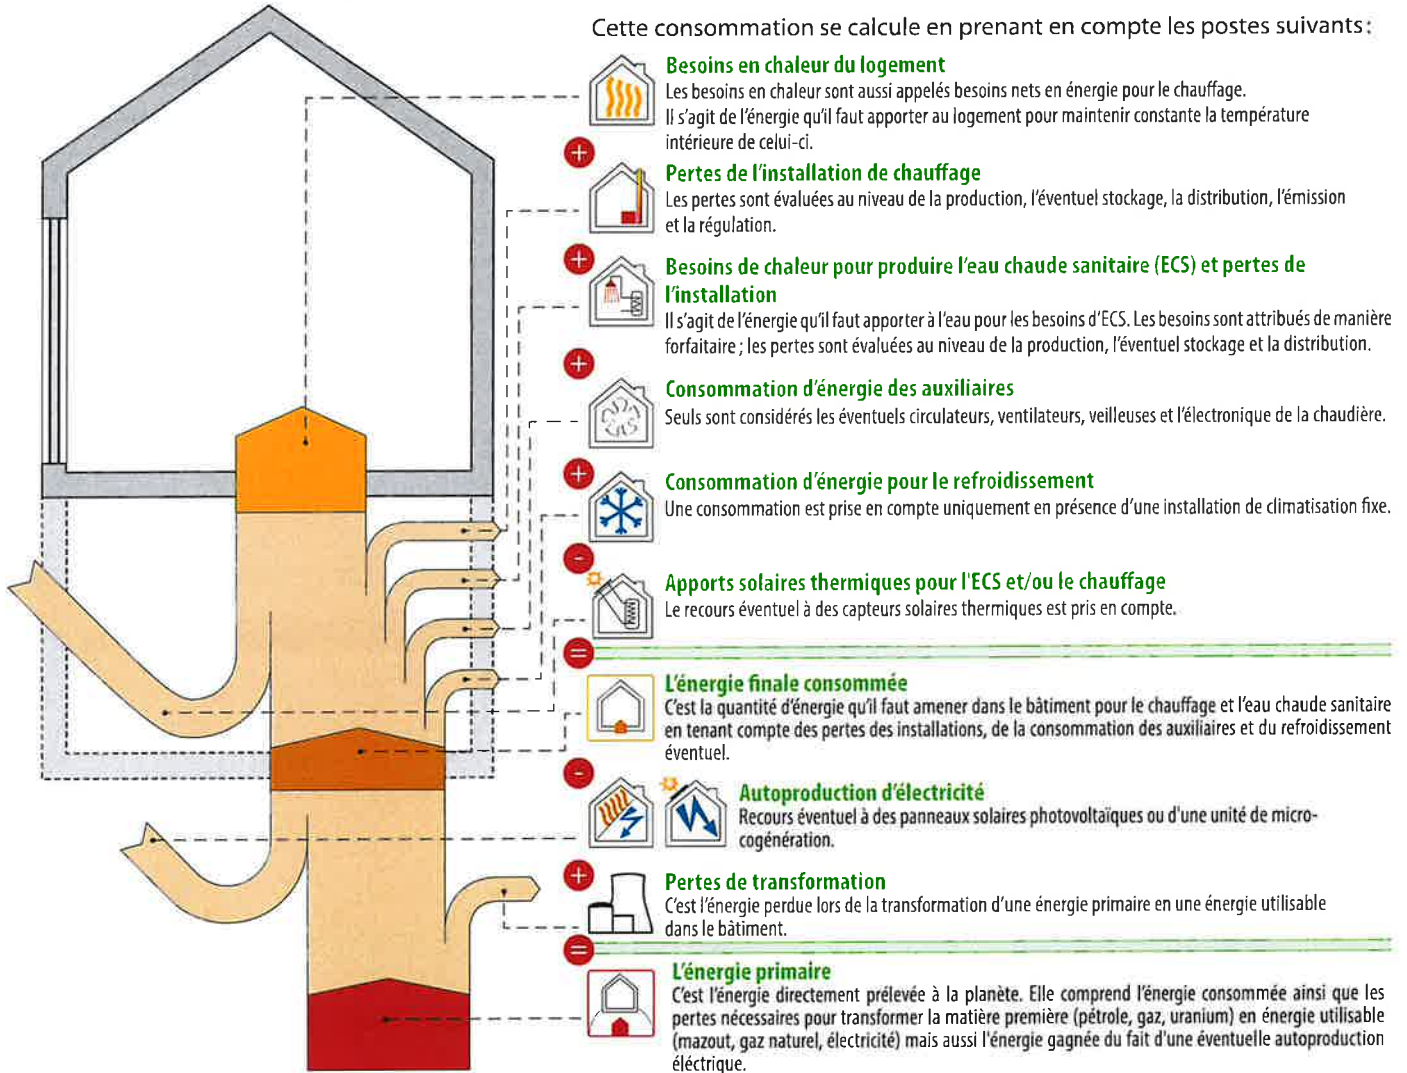 Cette consommation se calcule en prenant en compte les postes suivants :
Besoins en chaleur du logement
Les besoins en chaleur sont aussi appelés besoins nets en énergie pour le chauffage.
Il s'agit de l'énergie qu'il faut apporter au logement pour maintenir constante la température
intérieure de celui-ci.
+
Pertes de l'installation de chauffage
Les pertes sont évaluées au niveau de la production, l'éventuel stockage, la distribution, l'émission
et la régulation.
+
Besoins de chaleur pour produire l'eau chaude sanitaire (ECS) et pertes de
l'installation
Il s'agit de l'énergie qu'il faut apporter à l'eau pour les besoins d'ECS. Les besoins sont attribués de manière
forfaitaire ; les pertes sont évaluées au niveau de la production, l'éventuel stockage et la distribution.
+
Consommation d'énergie des auxiliaires
Seuls sont considérés les éventuels circulateurs, ventilateurs, veilleuses et l'électronique de la chaudière.
+
Consommation d'énergie pour le refroidissement
Une consommation est prise en compte uniquement en présence d'une installation de climatisation fixe.
-
Apports solaires thermiques pour l'ECS et/ou le chauffage
Le recours éventuel à des capteurs solaires thermiques est pris en compte.
=
L'énergie finale consommée
C'est la quantité d'énergie qu'il faut amener dans le bâtiment pour le chauffage et l'eau chaude sanitaire
en tenant compte des pertes des installations, de la consommation des auxiliaires et du refroidissement
éventuel.
-
Autoproduction d'électricité
Recours éventuel à des panneaux solaires photovoltaïques ou d'une unité de micro-
cogénération.
+
Pertes de transformation
C'est l'énergie perdue lors de la transformation d'une énergie primaire en une énergie utilisable
dans le bâtiment.
=
L'énergie primaire
C'est l'énergie directement prélevée à la planète. Elle comprend l'énergie consommée ainsi que les
pertes nécessaires pour transformer la matière première (pétrole, gaz, uranium) en énergie utilisable
(mazout, gaz naturel, électricité) mais aussi l'énergie gagnée du fait d'une éventuelle autoproduction
éléctrique.